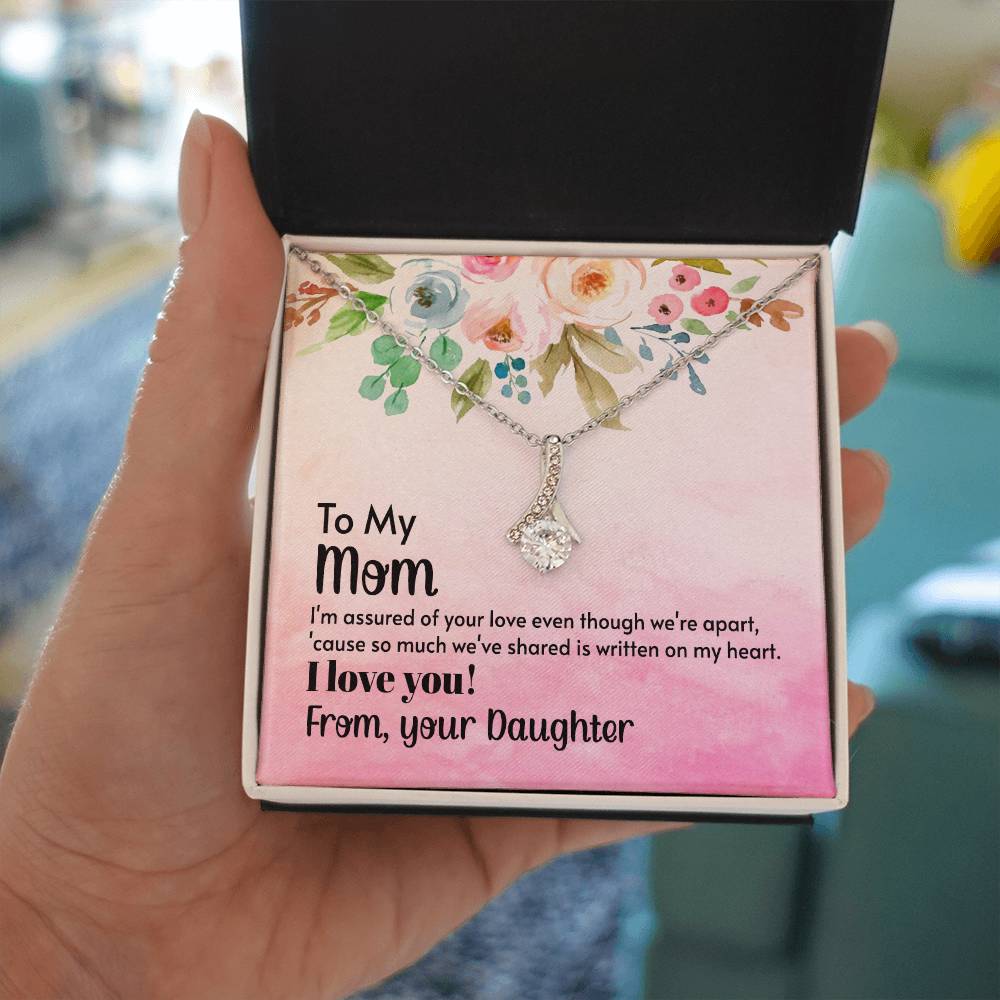 To My
Mom
I'm assured of your love even though we're apart,
'cause so much we've shared is written on my heart.
I love you!
From, your Daughter